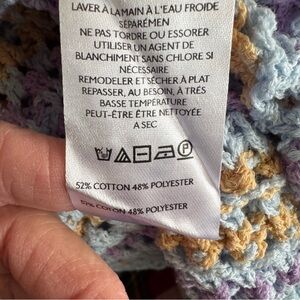 LAVER À LA MAIN À L'EAU FROIDE
SÉPARÉMEN
NE PAS TORDRE OU ESSORER
UTILISER UN AGENT DE
BLANCHIMENT SANS CHLORE SI
NÉCESSAIRE
REMODELER ET SÉCHER À PLAT
REPASSER, AU BESOIN, À TRÈS
BASSE TEMPÉRATURE
PEUT-ÊTRE ÊTRE NETTOYÉE
A SEC
P
52% COTTON 48% POLYESTER
52% COTON 48% POLYESTER